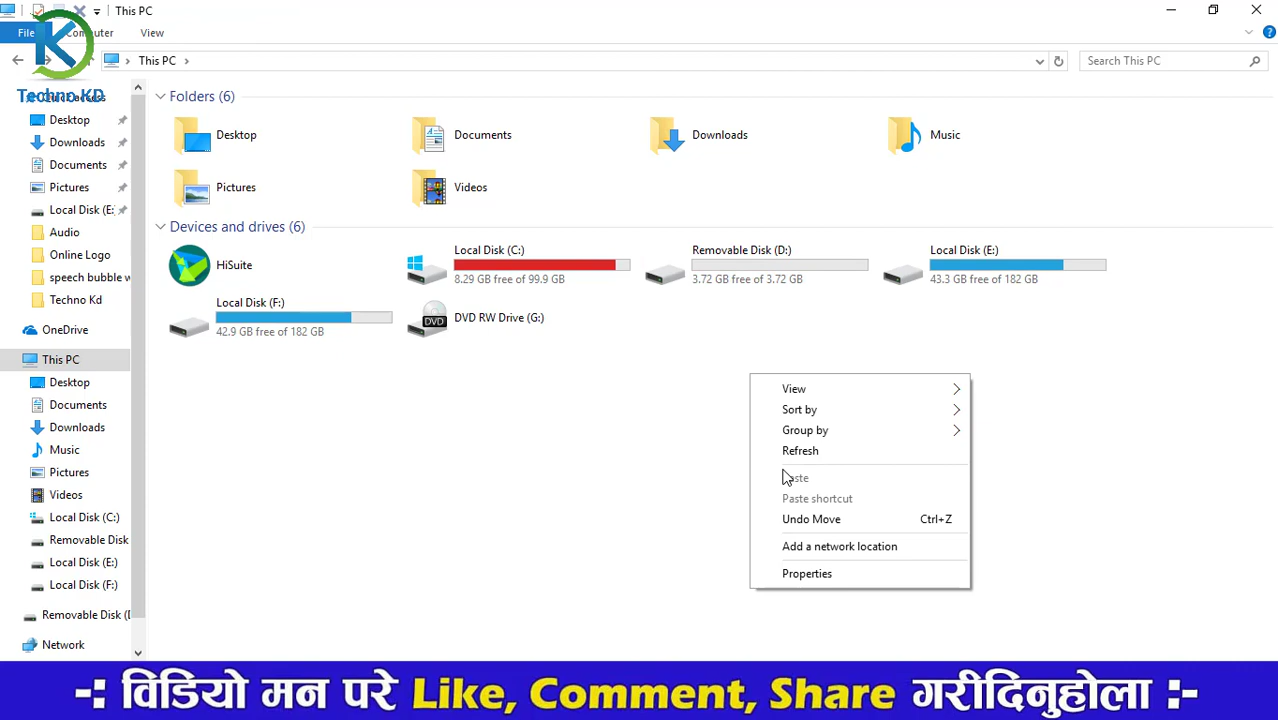 This PC
File
Computer
View
This PC
Search This PC
Techno KD
Quick access
Desktop
Downloads
Documents
Pictures
Local Disk (E:
Audio
Online Logo
speech bubble w
Techno Kd
OneDrive
This PC
Desktop
Documents
Downloads
Music
Pictures
Videos
Local Disk (C:)
Removable Disk
Local Disk (E:)
Local Disk (F:)
Removable Disk (D
Network
Folders (6)
Desktop
Documents
Downloads
Music
Pictures
Videos
Devices and drives (6)
HiSuite
Local Disk (C:)
8.29 GB free of 99.9 GB
Removable Disk (D:)
3.72 GB free of 3.72 GB
Local Disk (E:)
43.3 GB free of 182 GB
Local Disk (F:)
42.9 GB free of 182 GB
DVD
DVD RW Drive (G:)
View
Sort by
Group by
Refresh
Paste
Paste shortcut
Undo Move Ctrl+Z
Add a network location
Properties
-: विडियो मन परे Like, Comment, Share गरीदिनुहोला :-